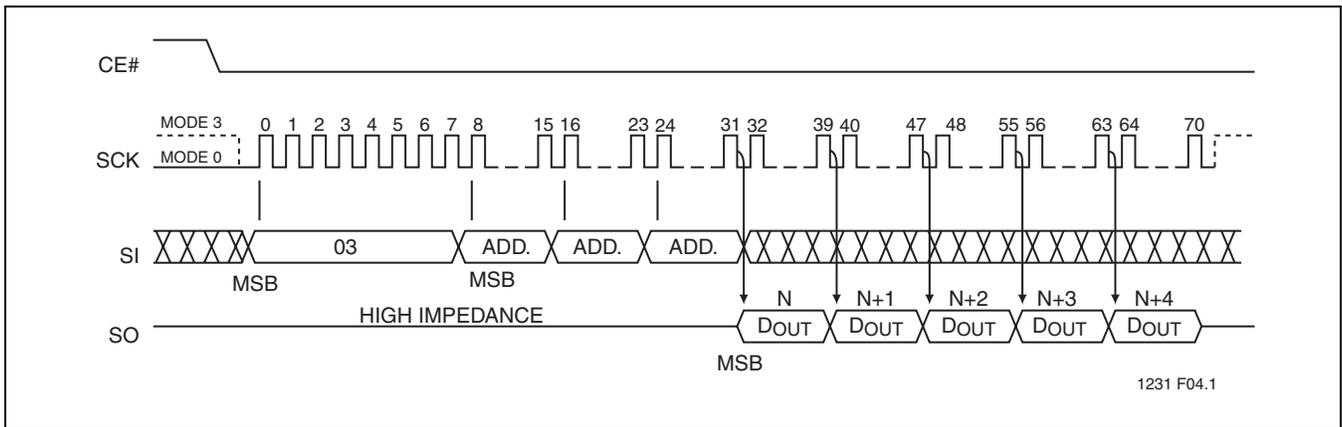 CE#
MODE 3
0 1 2 3 4 5 6 7 8 15 16 23 24 31 32 39 40 47 48 55 56 63 64 70
SCK
MODE 0
SI
03 ADD. ADD. ADD.
MSB MSB
N N+1 N+2 N+3 N+4
HIGH IMPEDANCE
SO
DOUT DOUT DOUT DOUT DOUT
MSB
1231 F04.1